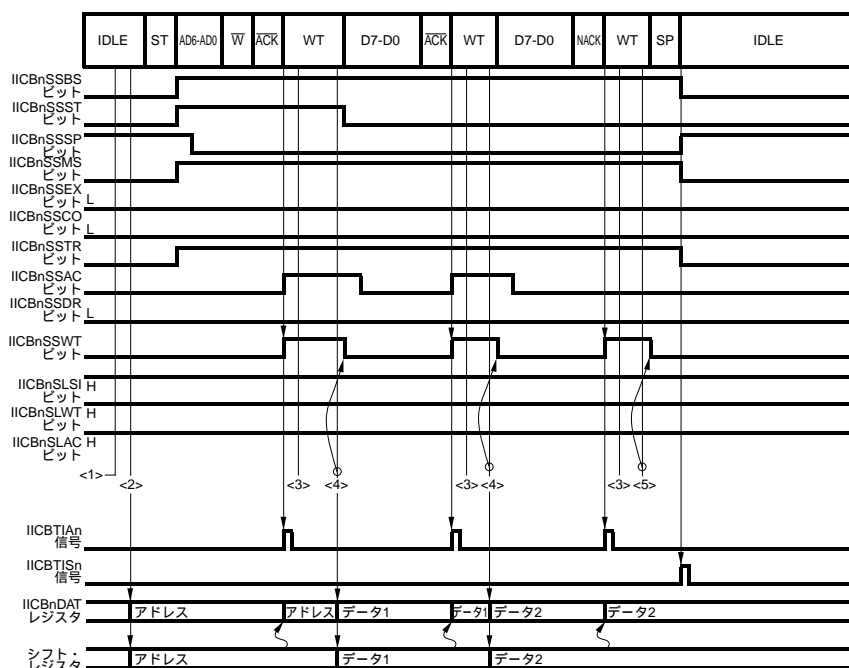 IDLE ST AD6-AD0 W ACK WT D7-D0 ACK WT D7-D0 NACK WT SP IDLE
IICBnSSBS
ビット
IICBnSSST
ビット
IICBnSSSP
ビット
IICBnSSMS
ビット
IICBnSSEX
ビット L
IICBnSSCO
ビット L
IICBnSSTR
ビット
IICBnSSAC
ビット
IICBnSSDR
ビット L
IICBnSSWT
ビット
IICBnSLSI H
ビット
IICBnSLWT H
ビット
IICBnSLAC H
ビット
<1>
<2> <3> <4> <3> <4> <3> <5>
IICBTIAn
信号
IICBTISn
信号
IICBnDAT
レジスタ
アドレス アドレス データ1 データ1 データ2 データ2
シフト・
レジスタ
アドレス データ1 データ2